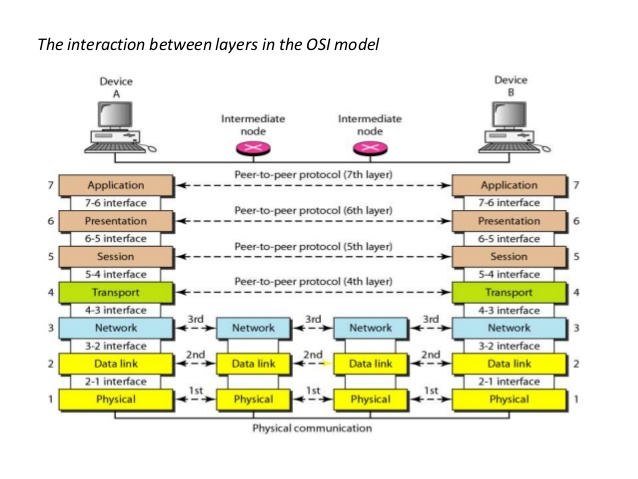 The interaction between layers in the OSI model
Device
A
Device
B
Intermediate
node
Intermediate
node
7 Application Peer-to-peer protocol (7th layer) Application 7
7-6 interface 7-6 interface
6 Presentation Peer-to-peer protocol (6th layer) Presentation 6
6-5 interface 6-5 interface
5 Session Peer-to-peer protocol (5th layer) Session 5
5-4 interface 5-4 interface
4 Transport Peer-to-peer protocol (4th layer) Transport 4
4-3 interface 4-3 interface
3 Network 3rd Network 3rd Network 3rd Network 3
3-2 interface 3-2 interface
2 Data link 2nd Data link 2nd Data link 2nd Data link 2
2-1 interface 2-1 interface
1 Physical 1st Physical 1st Physical 1st Physical 1
Physical communication